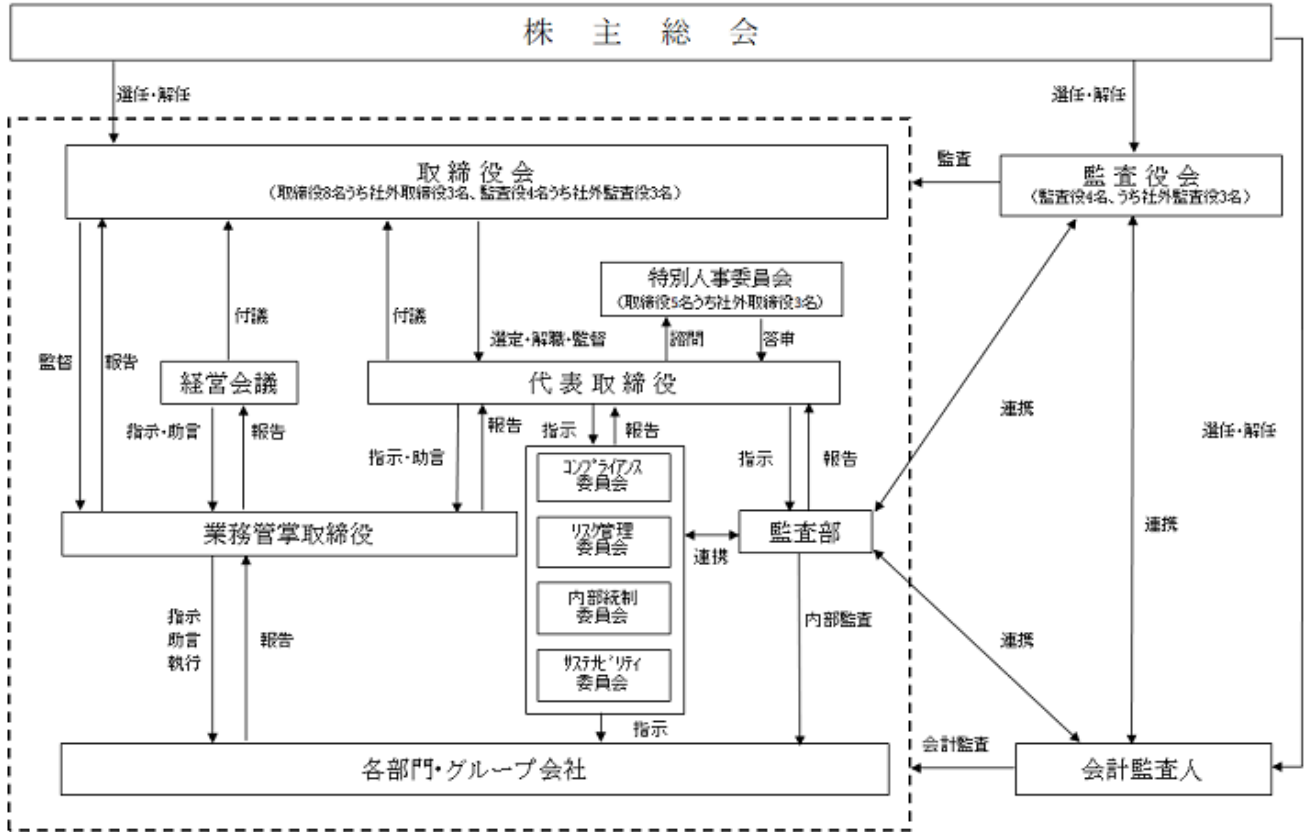 株主総会
選任・解任
選任・解任
取締役会
（取締役8名うち社外取締役3名、監査役4名うち社外監査役3名）
監査
監査役会
（監査役4名、うち社外監査役3名）
特別人事委員会
（取締役5名うち社外取締役3名）
付議
付議
選定・解職・監督
諮問
答申
監督
報告
経営会議
代表取締役
連携
選任・解任
指示・助言
報告
指示・助言
報告
指示
報告
指示
報告
コンプライアンス
委員会
業務管掌取締役
リスク管理
委員会
連携
監査部
連携
内部統制
委員会
指示
助言
執行
報告
内部監査
連携
サステナビリティ
委員会
指示
各部門・グループ会社
会計監査
会計監査人